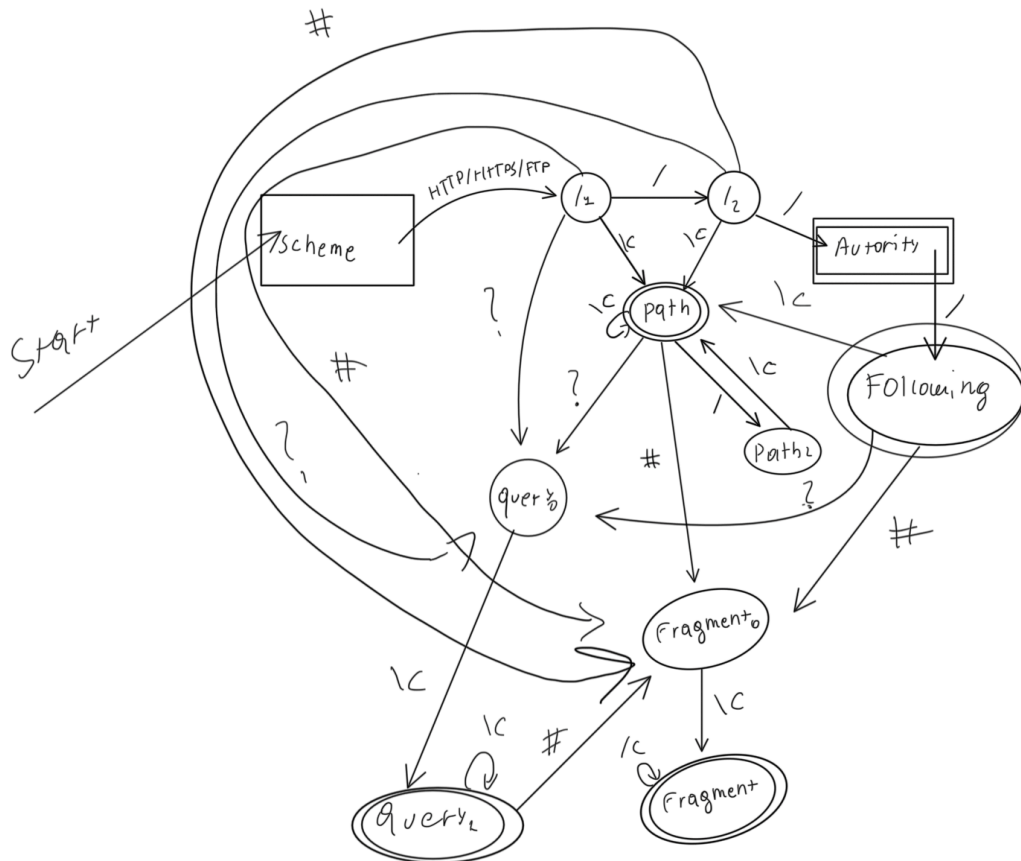 #
HTTP/HTTPS/FTP
/
/1
/2
/
scheme
\c
\c
Autority
\c
\c
path
/
Start
?
#
?
\c
Following
/
?
#
Path2
query0
?
#
Fragment0
\c
\c
\c
#
/c
Query1
Fragment